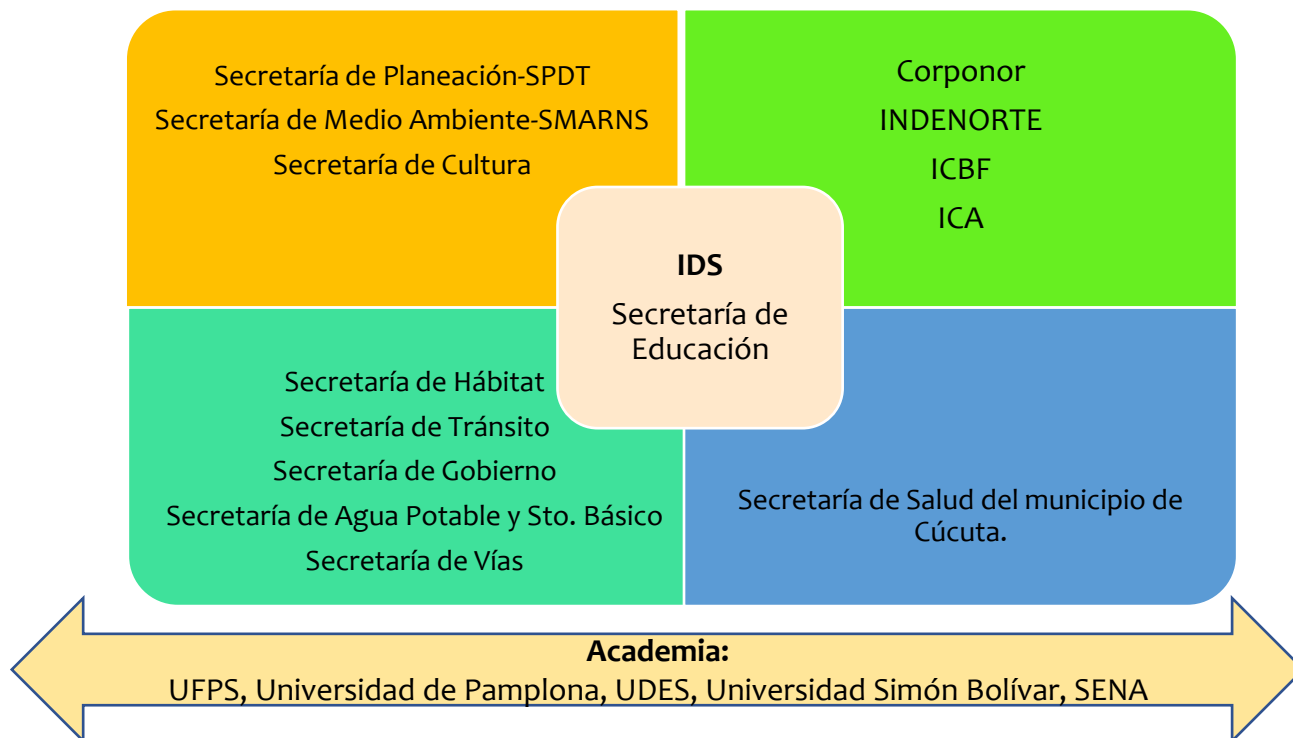 Secretaría de Planeación-SPDT
Secretaría de Medio Ambiente-SMARNS
Secretaría de Cultura
Corponor
INDENORTE
ICBF
ICA
IDS
Secretaría de
Educación
Secretaría de Hábitat
Secretaría de Tránsito
Secretaría de Gobierno
Secretaría de Agua Potable y Sto. Básico
Secretaría de Vías
Secretaría de Salud del municipio de
Cúcuta.
Academia:
UFPS, Universidad de Pamplona, UDES, Universidad Simón Bolívar, SENA